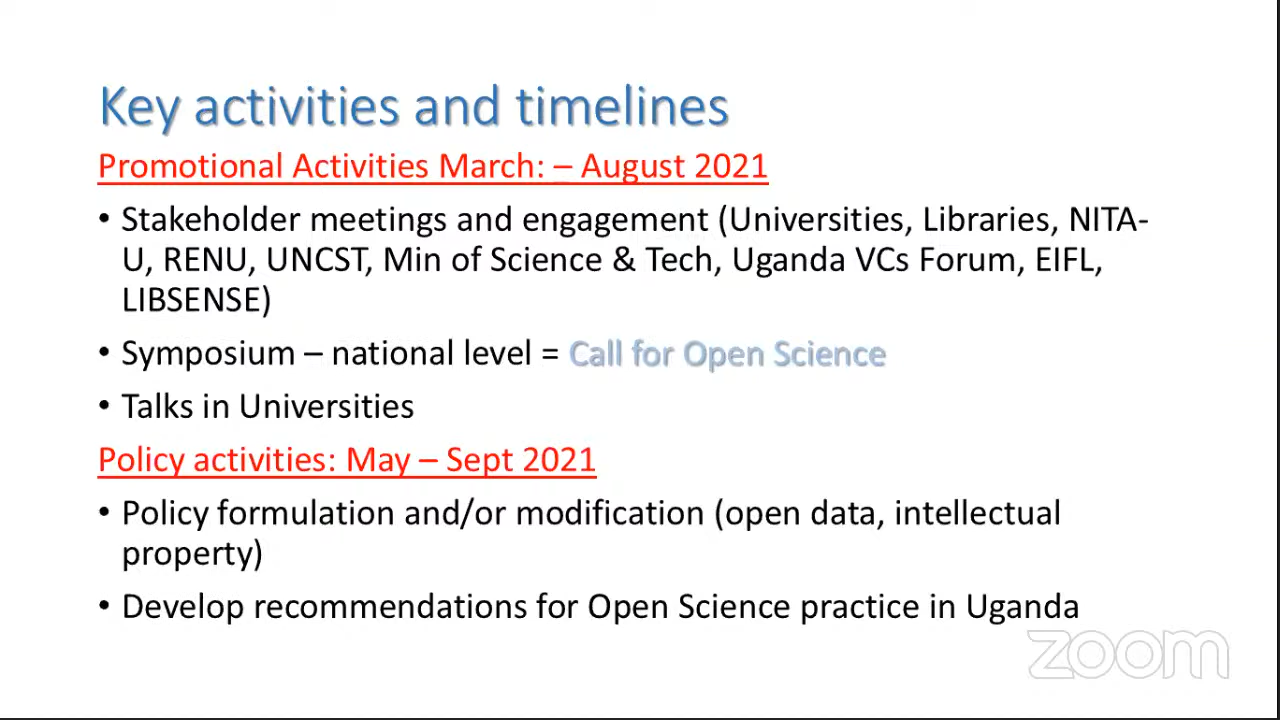 Key activities and timelines
Promotional Activities March: – August 2021
• Stakeholder meetings and engagement (Universities, Libraries, NITA-
U, RENU, UNCST, Min of Science & Tech, Uganda VCs Forum, EIFL,
LIBSENSE)
• Symposium – national level = Call for Open Science
• Talks in Universities
Policy activities: May – Sept 2021
• Policy formulation and/or modification (open data, intellectual
property)
• Develop recommendations for Open Science practice in Uganda
zoom